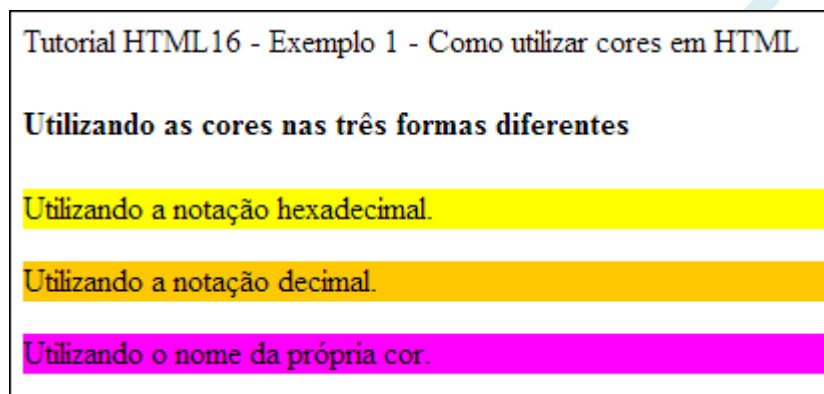 Tutorial HTML16 - Exemplo 1 - Como utilizar cores em HTML
Utilizando as cores nas três formas diferentes
Utilizando a notação hexadecimal.
Utilizando a notação decimal.
Utilizando o nome da própria cor.